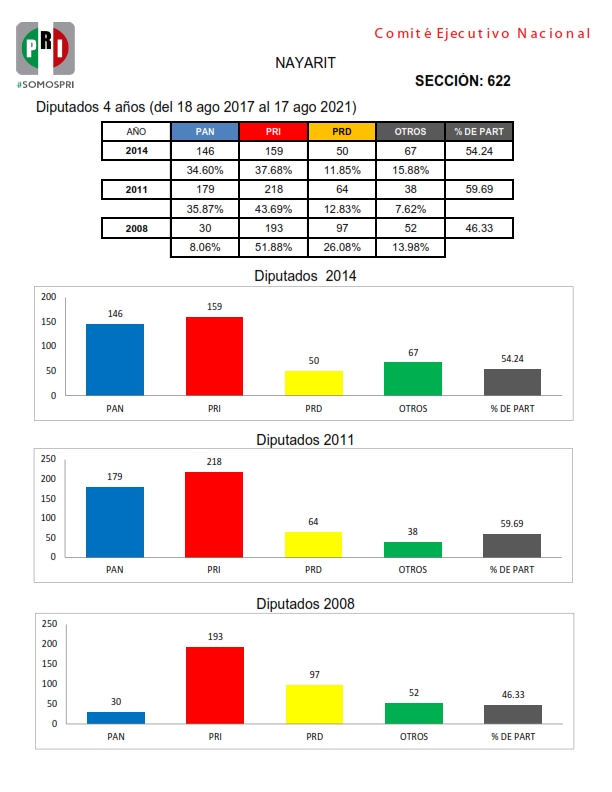 Comité Ejecutivo Nacional
PRI
#SOMOSPRI
NAYARIT
SECCIÓN: 622
Diputados 4 años (del 18 ago 2017 al 17 ago 2021)
AÑO PAN PRI PRD OTROS % DE PART
2014 146 159 50 67 54.24
34.60% 37.68% 11.85% 15.88%
2011 179 218 64 38 59.69
35.87% 43.69% 12.83% 7.62%
2008 30 193 97 52 46.33
8.06% 51.88% 26.08% 13.98%
Diputados 2014
200
150
100
50
0
146 159 50 67 54.24
PAN PRI PRD OTROS % DE PART
Diputados 2011
250
200
150
100
50
0
179 218 64 38 59.69
PAN PRI PRD OTROS % DE PART
Diputados 2008
250
200
150
100
50
0
30 193 97 52 46.33
PAN PRI PRD OTROS % DE PART